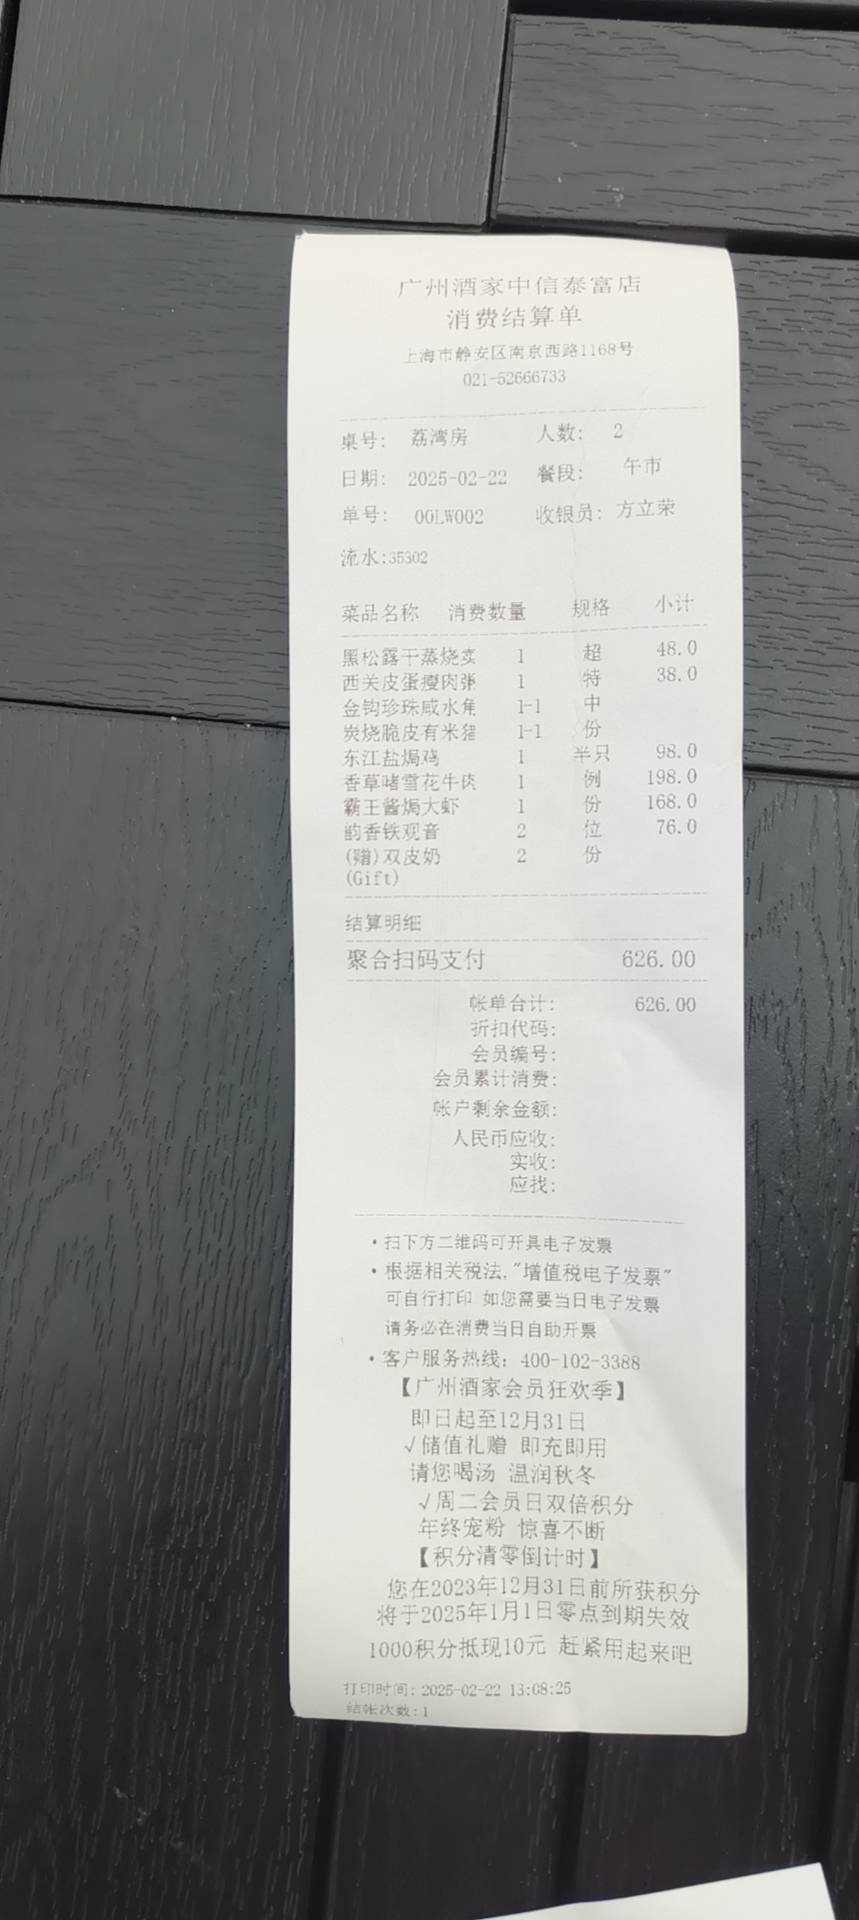 广州酒家中信泰富店
消费结算单
上海市静安区南京西路1168号
021-52666733
桌号: 荔湾房 人数: 2
日期: 2025-02-22 餐段: 午市
单号: 00LW002 收银员: 方立荣
流水:35302
菜品名称 消费数量 规格 小计
黑松露干蒸烧卖 1 超 48.0
西关皮蛋瘦肉粥 1 特 38.0
金钩珍珠咸水角 1-1 中
炭烧脆皮有米猪 1-1 份
东江盐焗鸡 1 半只 98.0
香草啫雪花牛肉 1 例 198.0
霸王酱焗大虾 1 份 168.0
韵香铁观音 2 位 76.0
(赠)双皮奶 2 份
(Gift)
结算明细
聚合扫码支付 626.00
帐单合计: 626.00
折扣代码:
会员编号:
会员累计消费:
帐户剩余金额:
人民币应收:
实收:
应找:
·扫下方二维码可开具电子发票
·根据相关税法,"增值税电子发票"
可自行打印 如您需要当日电子发票
请务必在消费当日自助开票
·客户服务热线: 400-102-3388
【广州酒家会员狂欢季】
即日起至12月31日
√储值礼赠 即充即用
请您喝汤 温润秋冬
√周二会员日双倍积分
年终宠粉 惊喜不断
【积分清零倒计时】
您在2023年12月31日前所获积分
将于2025年1月1日零点到期失效
1000积分抵现10元 赶紧用起来吧
打印时间: 2025-02-22 13:08:25
结帐次数:1